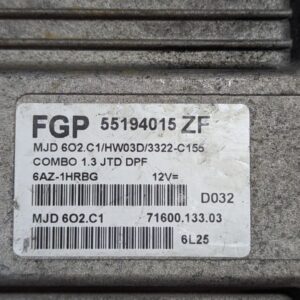 FGP 55194015 ZF
MJD 6O2.C1/HW03D/3322-C155
COMBO 1.3 JTD DPF
6AZ-1HRBG 12V=
D032
MJD 6O2.C1 71600.133.03
6L25